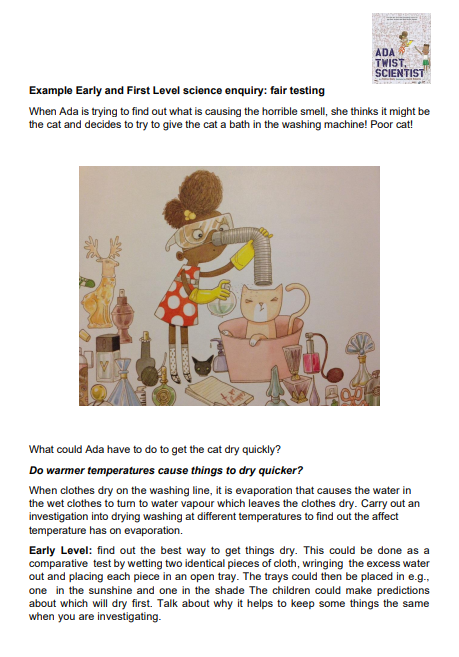 ADA
TWIST,
SCIENTIST
Example Early and First Level science enquiry: fair testing
When Ada is trying to find out what is causing the horrible smell, she thinks it might be
the cat and decides to try to give the cat a bath in the washing machine! Poor cat!
What could Ada have to do to get the cat dry quickly?
Do warmer temperatures cause things to dry quicker?
When clothes dry on the washing line, it is evaporation that causes the water in
the wet clothes to turn to water vapour which leaves the clothes dry. Carry out an
investigation into drying washing at different temperatures to find out the affect
temperature has on evaporation.
Early Level: find out the best way to get things dry. This could be done as a
comparative test by wetting two identical pieces of cloth, wringing the excess water
out and placing each piece in an open tray. The trays could then be placed in e.g.,
one in the sunshine and one in the shade The children could make predictions
about which will dry first. Talk about why it helps to keep some things the same
when you are investigating.